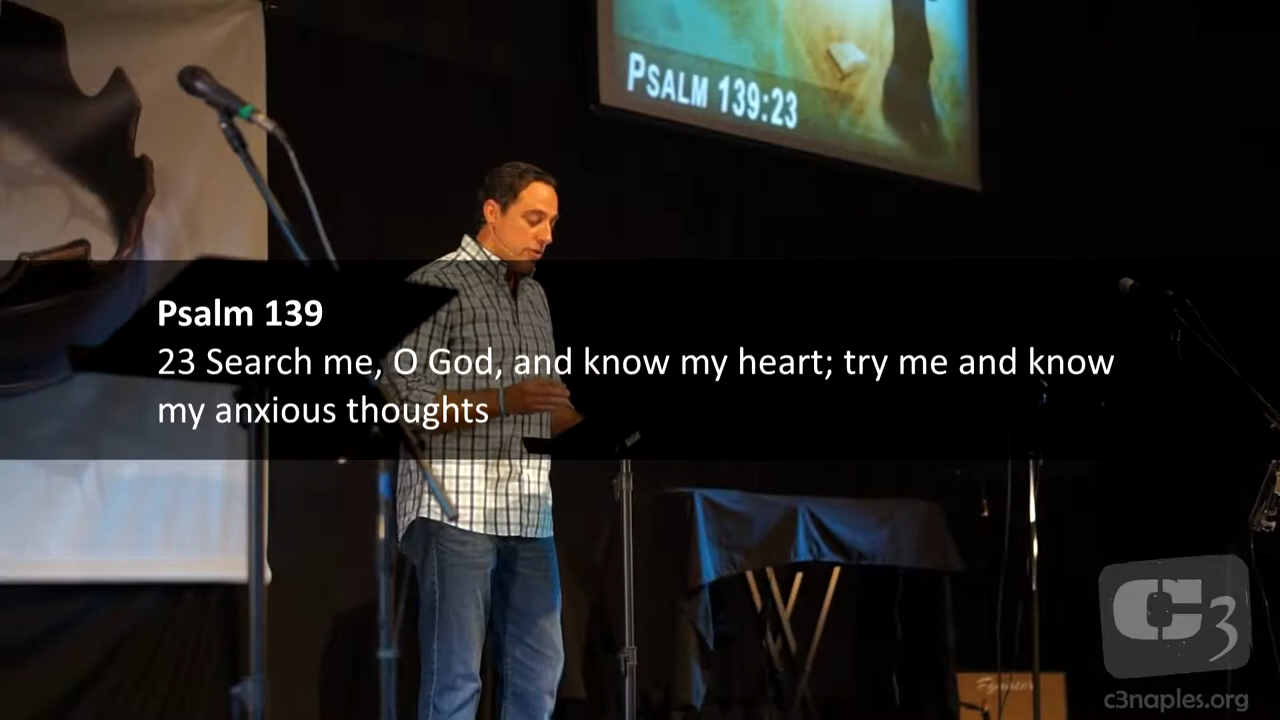 PSALM 139:23
Psalm 139
23 Search me, O God, and know my heart; try me and know
my anxious thoughts
C3
c3naples.org